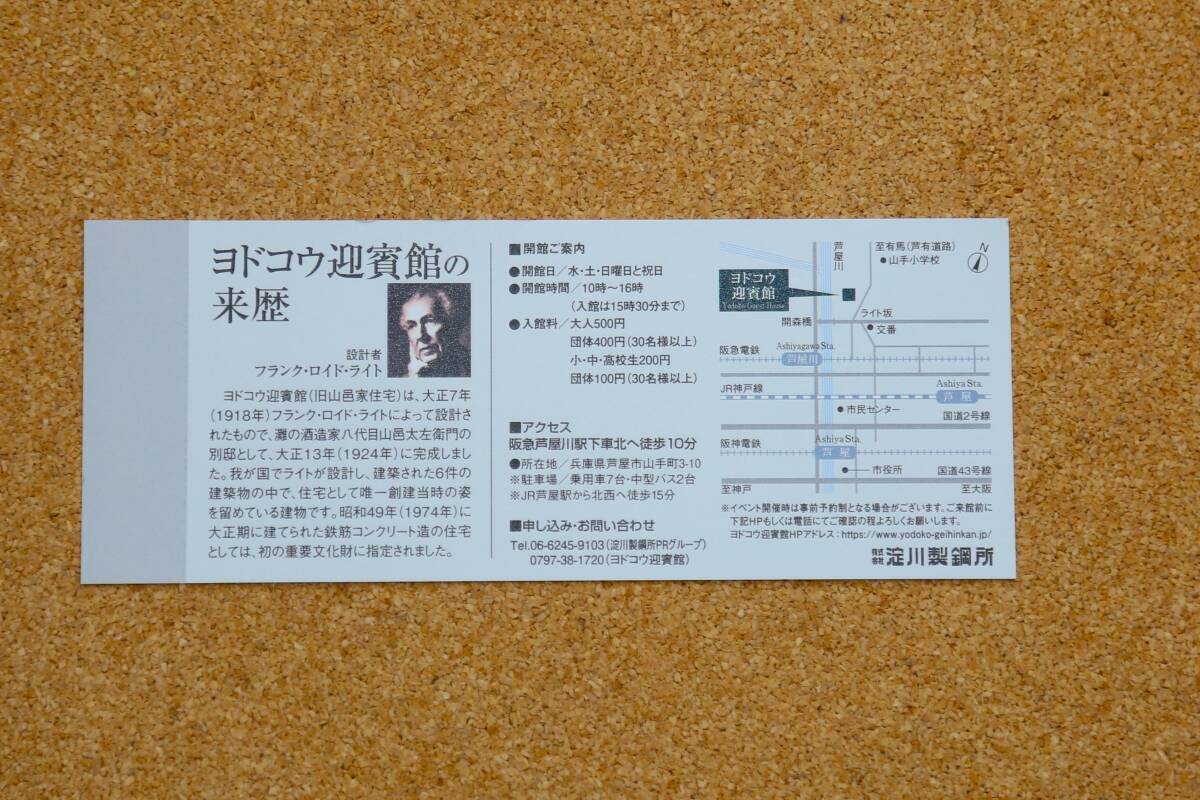 ヨドコウ迎賓館の
来歴
設計者
フランク・ロイド・ライト
ヨドコウ迎賓館(旧山邑家住宅)は、大正7年
(1918年)フランク・ロイド・ライトによって設計さ
れたもので、灘の酒造家八代目山邑太左衛門の
別邸として、大正13年(1924年)に完成しまし
た。我が国でライトが設計し、建築された6件の
建築物の中で、住宅として唯一創建当時の姿
を留めている建物です。昭和49年(1974年)に
大正期に建てられた鉄筋コンクリート造の住宅
としては、初の重要文化財に指定されました。
■開館ご案内
●開館日/水・土・日曜日と祝日
●開館時間/10時〜16時
(入館は15時30分まで)
●入館料/大人500円
団体400円(30名様以上)
小・中・高校生200円
団体100円(30名様以上)
■アクセス
阪急芦屋川駅下車北へ徒歩10分
●所在地/兵庫県芦屋市山手町3-10
※駐車場/乗用車7台・中型バス2台
※JR芦屋駅から北西へ徒歩15分
■申し込み・お問い合わせ
Tel.06-6245-9103(淀川製鋼所PRグループ)
0797-38-1720(ヨドコウ迎賓館)
芦屋川
至有馬(芦有道路)
●山手小学校
N
ヨドコウ
迎賓館
Yodoko Guest House
ライト坂
開森橋
●交番
阪急電鉄
Ashiyagawa Sta.
芦屋川
JR神戸線
Ashiya Sta.
芦屋
●市民センター
国道2号線
阪神電鉄
Ashiya Sta.
芦屋
●市役所
国道43号線
至神戸
至大阪
※イベント開催時は事前予約制となる場合がございます。ご来館前に
下記HPもしくは電話にてご確認の程よろしくお願いします。
ヨドコウ迎賓館HPアドレス:https://www.yodoko-geihinkan.jp/
株式会社 淀川製鋼所